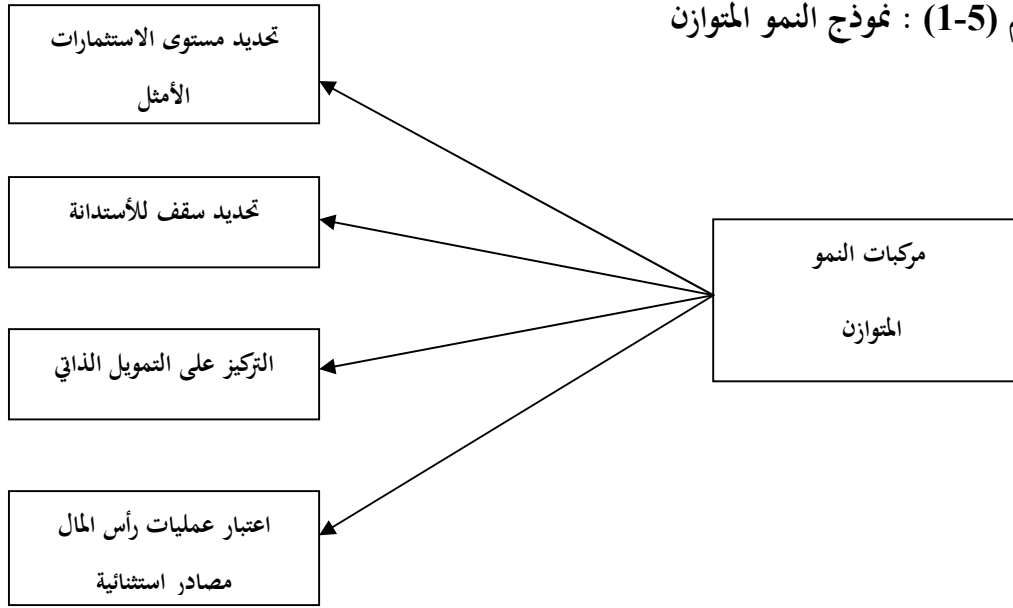 م (1-5) : نموذج النمو المتوازن
تحديد مستوى الاستثمارات
الأمثل
تحديد سقف للأستدانة
مركبات النمو
المتوازن
التركيز على التمويل الذاتي
اعتبار عمليات رأس المال
مصادر استثنائية